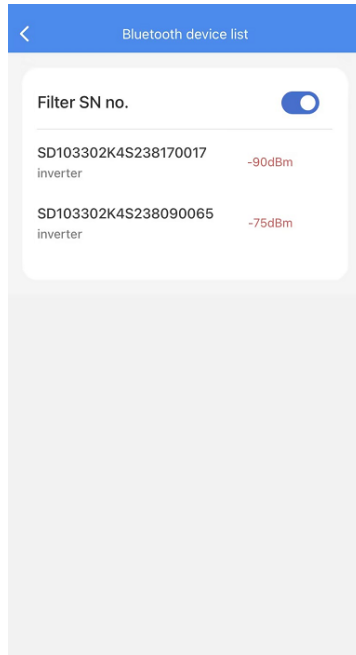 Bluetooth device list
Filter SN no.
SD103302K4S238170017
-90dBm
inverter
SD103302K4S238090065
-75dBm
inverter